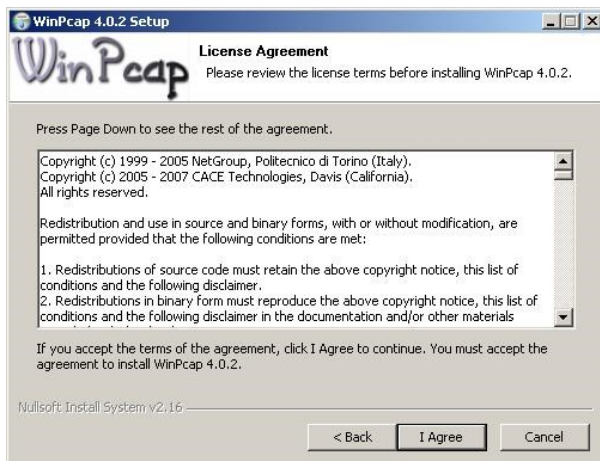 WinPcap 4.0.2 Setup
WinPcap
License Agreement
Please review the license terms before installing WinPcap 4.0.2.
Press Page Down to see the rest of the agreement.
Copyright (c) 1999 - 2005 NetGroup, Politecnico di Torino (Italy).
Copyright (c) 2005 - 2007 CACE Technologies, Davis (California).
All rights reserved.
Redistribution and use in source and binary forms, with or without modification, are
permitted provided that the following conditions are met:
1. Redistributions of source code must retain the above copyright notice, this list of
conditions and the following disclaimer.
2. Redistributions in binary form must reproduce the above copyright notice, this list of
conditions and the following disclaimer in the documentation and/or other materials
If you accept the terms of the agreement, click I Agree to continue. You must accept the
agreement to install WinPcap 4.0.2.
Nullsoft Install System v2.16
< Back
I Agree
Cancel